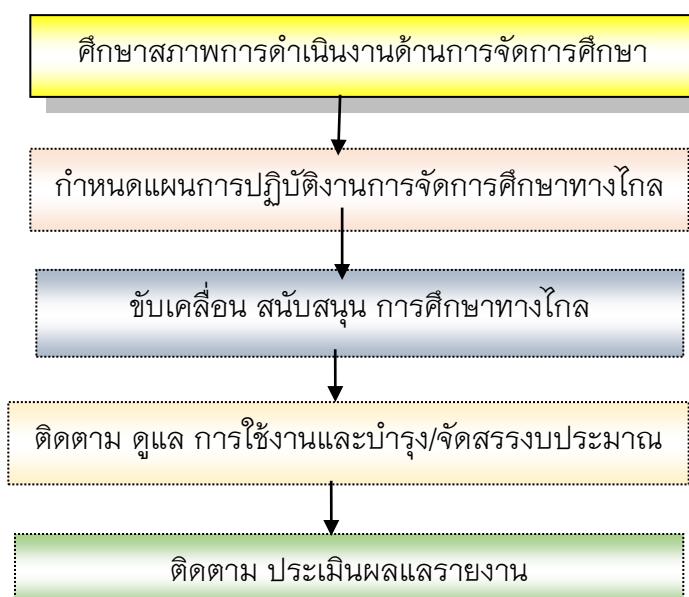 ศึกษาสภาพการดำเนินงานด้านการจัดการศึกษา
กำหนดแผนการปฏิบัติงานการจัดการศึกษาทางไกล
ขับเคลื่อน สนับสนุน การศึกษาทางไกล
ติดตาม ดูแล การใช้งานและบำรุง/จัดสรรงบประมาณ
ติดตาม ประเมินผลแลรายงาน